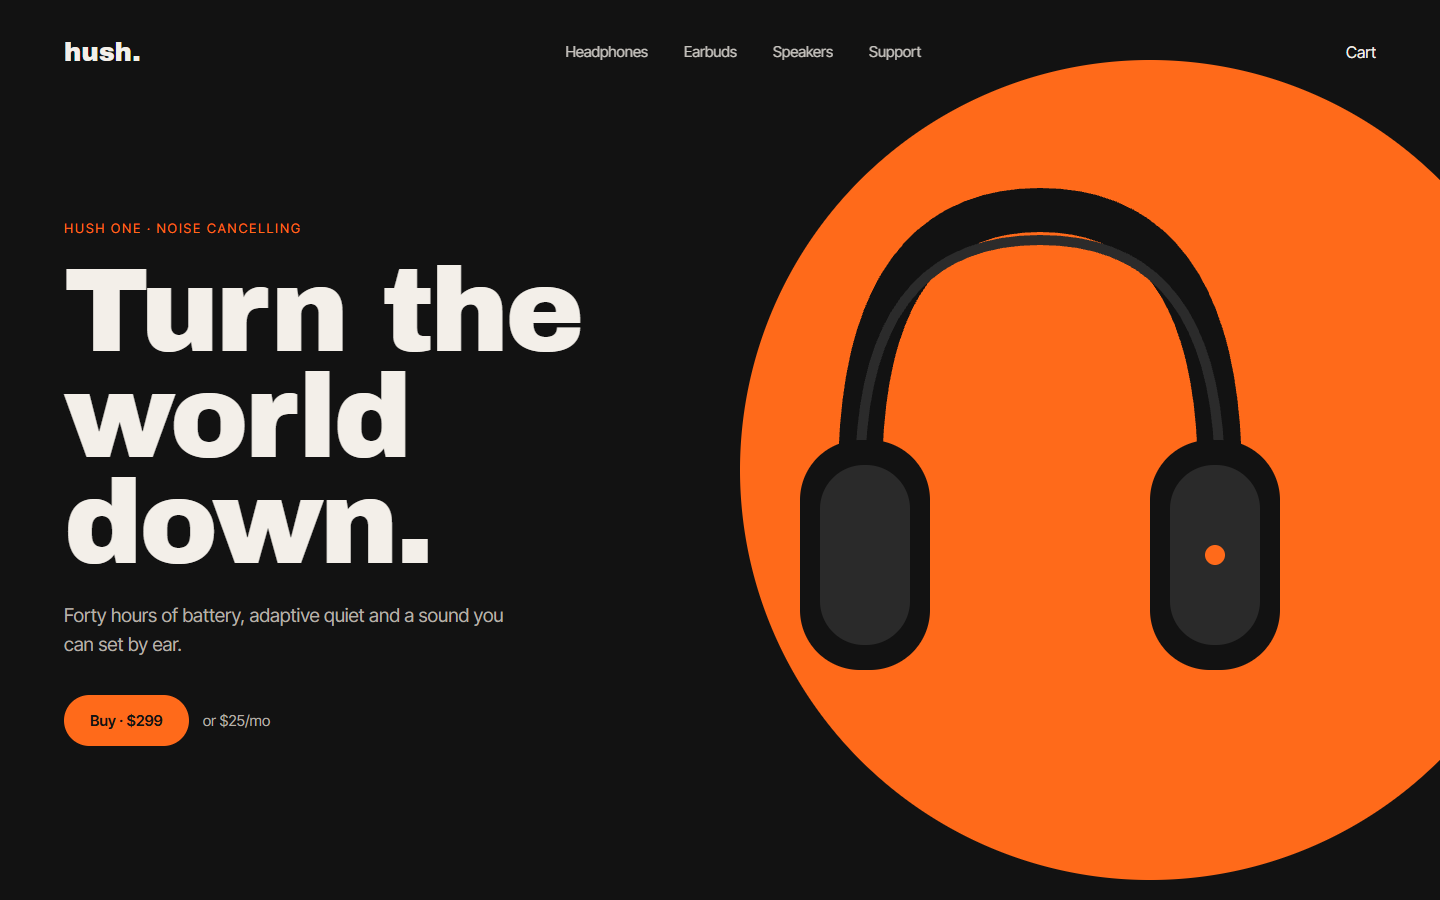 hush.
Headphones
Earbuds
Speakers
Support
Cart
HUSH ONE · NOISE CANCELLING
Turn the
world
down.
Forty hours of battery, adaptive quiet and a sound you
can set by ear.
Buy · $299
or $25/mo